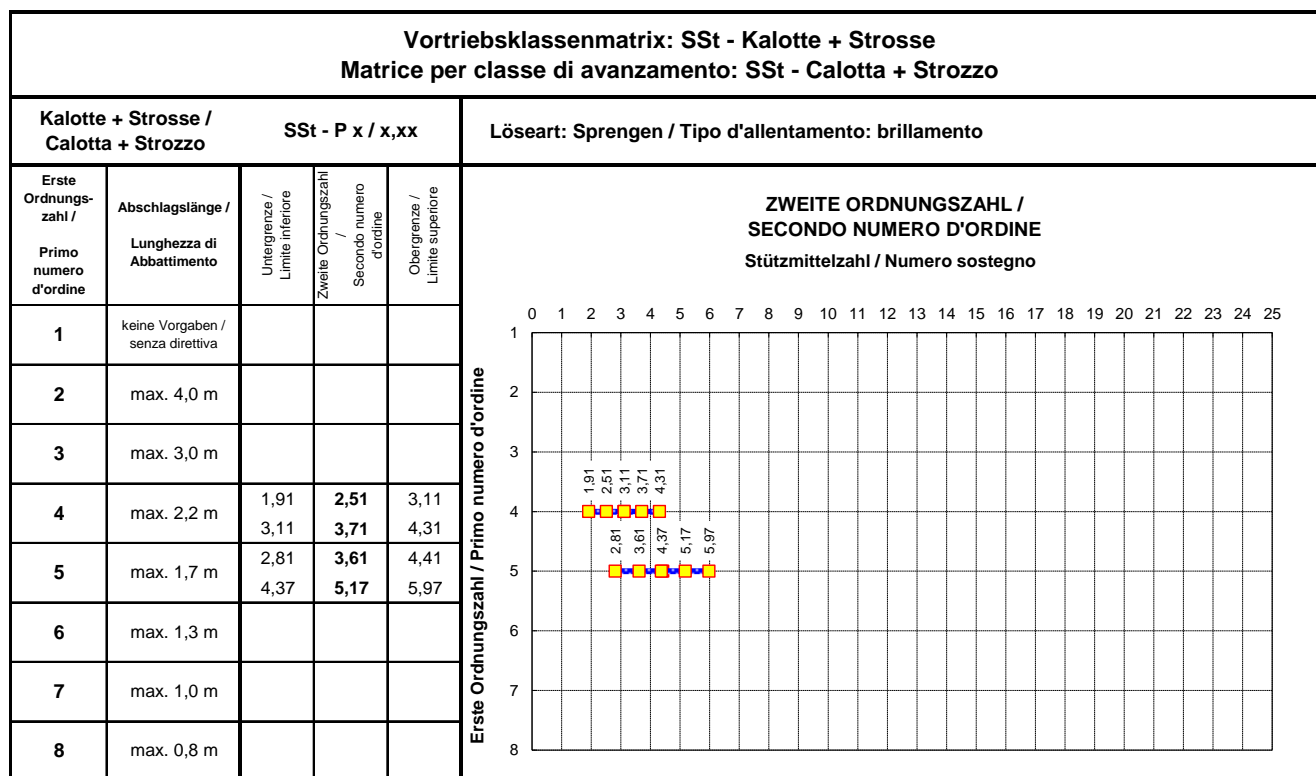 Vortriebsklassenmatrix: SSt - Kalotte + Strosse
Matrice per classe di avanzamento: SSt - Calotta + Strozzo
Kalotte + Strosse /
Calotta + Strozzo
SSt - P x / x,xx
Löseart: Sprengen / Tipo d'allentamento: brillamento
Erste
Ordnungs-
zahl /
Primo
numero
d'ordine
Abschlagslänge /
Lunghezza di
Abbattimento
Untergrenze /
Limite inferiore
Zweite Ordnungszahl
/
Secondo numero
d'ordine
Obergrenze /
Limite superiore
1
keine Vorgaben /
senza direttiva
2
max. 4,0 m
3
max. 3,0 m
4
max. 2,2 m
1,91 2,51 3,11
3,11 3,71 4,31
5
max. 1,7 m
2,81 3,61 4,41
4,37 5,17 5,97
6
max. 1,3 m
7
max. 1,0 m
8
max. 0,8 m
ZWEITE ORDNUNGSZAHL /
SECONDO NUMERO D'ORDINE
Stützmittelzahl / Numero sostegno
0 1 2 3 4 5 6 7 8 9 10 11 12 13 14 15 16 17 18 19 20 21 22 23 24 25
Erste Ordnungszahl / Primo numero d'ordine
1
2
3
1,91 2,51 3,11 3,71 4,31
4
2,81 3,61 4,37 5,17 5,97
5
6
7
8